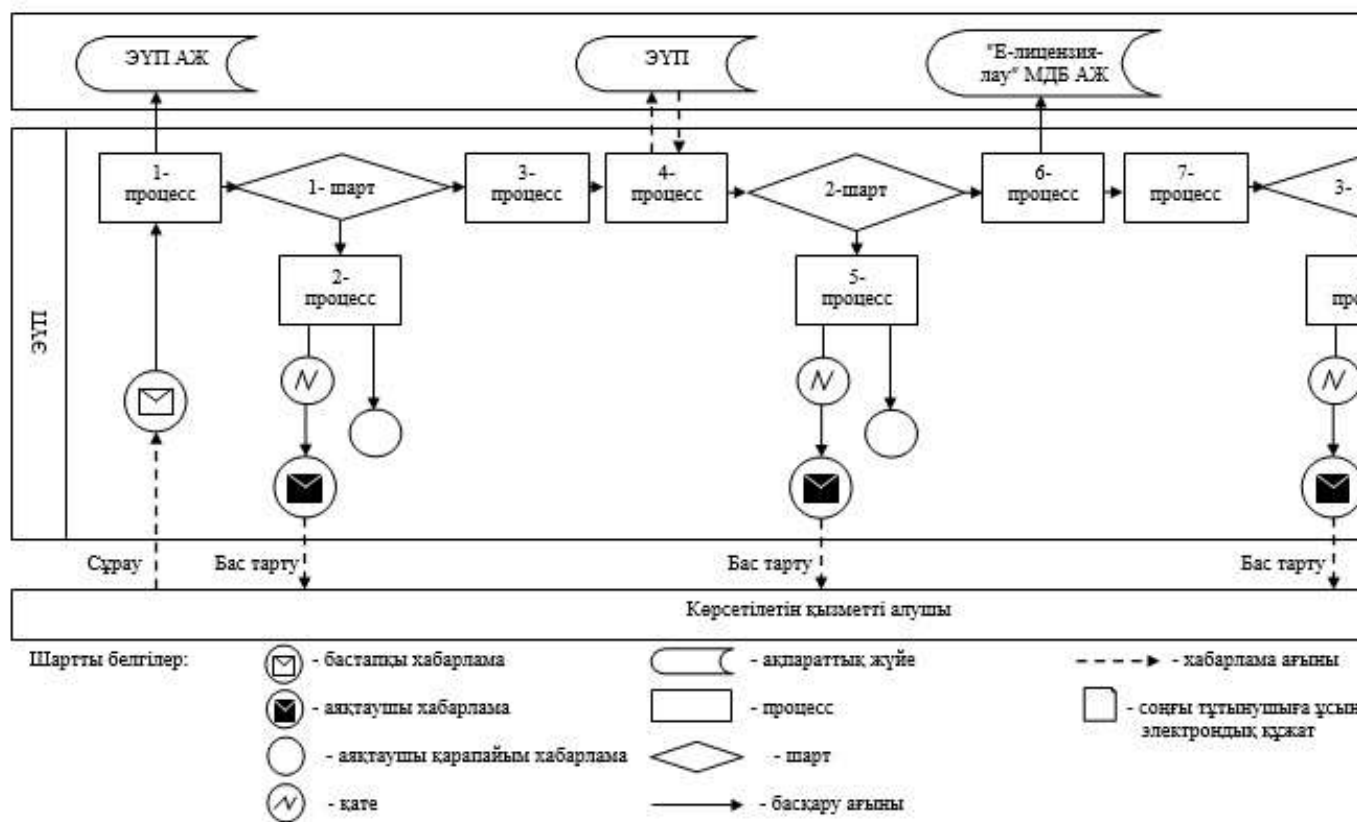 ЭҮП АЖ
ЭҮП
"Е-лицензия-
лау" МДБ АЖ
1-
процесс
1- шарт
3-
процесс
4-
процесс
2-шарт
6-
процесс
7-
процесс
3-
2-
процесс
5-
процесс
ЭҮП
Сұрау
Бас тарту
Бас тарту
Бас тарту
Көрсетілетін қызметті алушы
Шартты белгілер:
- бастапқы хабарлама
- аяқтаушы хабарлама
- аяқтаушы қарапайым хабарлама
- қате
- ақпараттық жүйе
- процесс
- шарт
- басқару ағыны
- хабарлама ағыны
- соңғы тұтынушыға
электрондық құжат